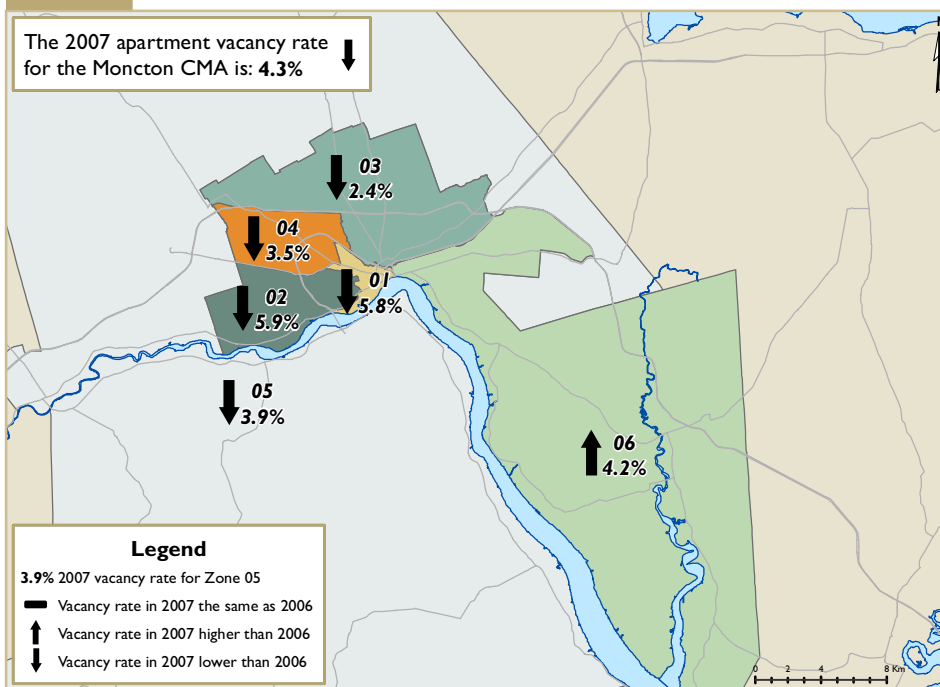 The 2007 apartment vacancy rate
for the Moncton CMA is: 4.3%
03
2.4%
04
3.5%
01
5.8%
02
5.9%
05
3.9%
06
4.2%
Legend
3.9% 2007 vacancy rate for Zone 05
Vacancy rate in 2007 the same as 2006
Vacancy rate in 2007 higher than 2006
Vacancy rate in 2007 lower than 2006
0 2 4 8 Km